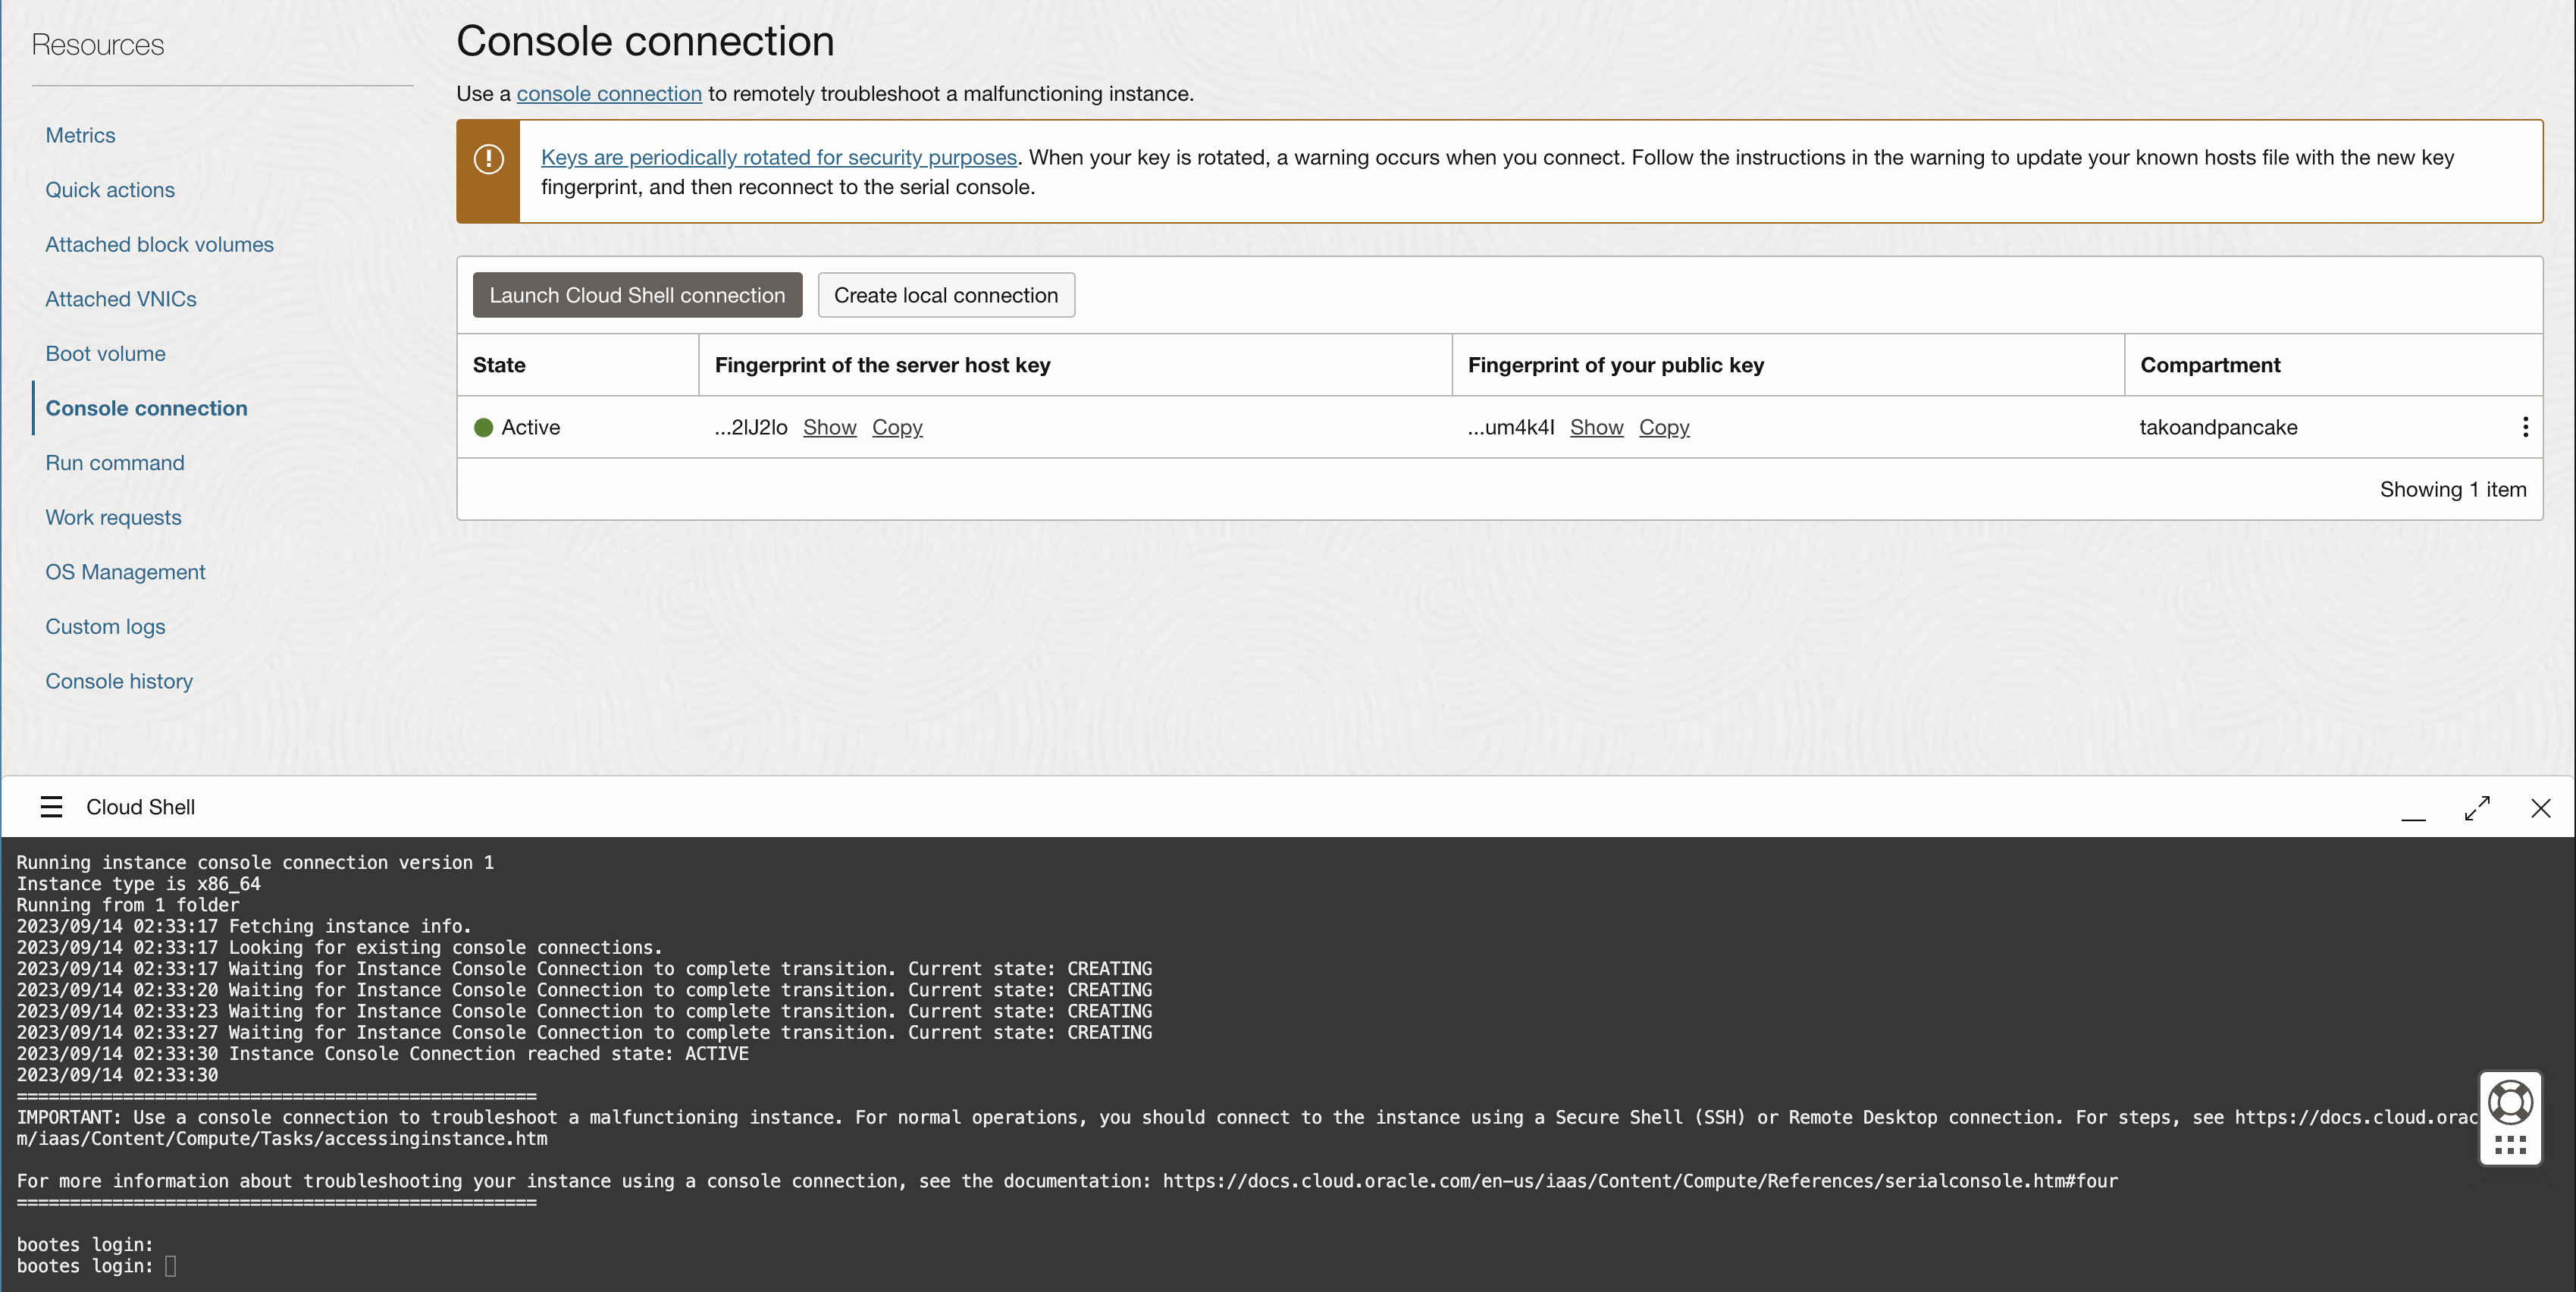 Resources
Metrics
Quick actions
Attached block volumes
Attached VNICs
Boot volume
Console connection
Run command
Work requests
OS Management
Custom logs
Console history
Console connection
Use a console connection to remotely troubleshoot a malfunctioning instance.
Keys are periodically rotated for security purposes. When your key is rotated, a warning occurs when you connect. Follow the instructions in the warning to update your known hosts file with the new key
fingerprint, and then reconnect to the serial console.
Launch Cloud Shell connection Create local connection
State Fingerprint of the server host key Fingerprint of your public key Compartment
Active ...2lJ2lo Show Copy ...um4k4I Show Copy takoandpancake
Showing 1 item
Cloud Shell
Running instance console connection version 1
Instance type is x86_64
Running from 1 folder
2023/09/14 02:33:17 Fetching instance info.
2023/09/14 02:33:17 Looking for existing console connections.
2023/09/14 02:33:17 Waiting for Instance Console Connection to complete transition. Current state: CREATING
2023/09/14 02:33:20 Waiting for Instance Console Connection to complete transition. Current state: CREATING
2023/09/14 02:33:23 Waiting for Instance Console Connection to complete transition. Current state: CREATING
2023/09/14 02:33:27 Waiting for Instance Console Connection to complete transition. Current state: CREATING
2023/09/14 02:33:30 Instance Console Connection reached state: ACTIVE
2023/09/14 02:33:30
=================================================
IMPORTANT: Use a console connection to troubleshoot a malfunctioning instance. For normal operations, you should connect to the instance using a Secure Shell (SSH) or Remote Desktop connection. For steps, see https://docs.cloud.orac
m/iaas/Content/Compute/Tasks/accessinginstance.htm
For more information about troubleshooting your instance using a console connection, see the documentation: https://docs.cloud.oracle.com/en-us/iaas/Content/Compute/References/serialconsole.htm#four
=================================================
bootes login:
bootes login: